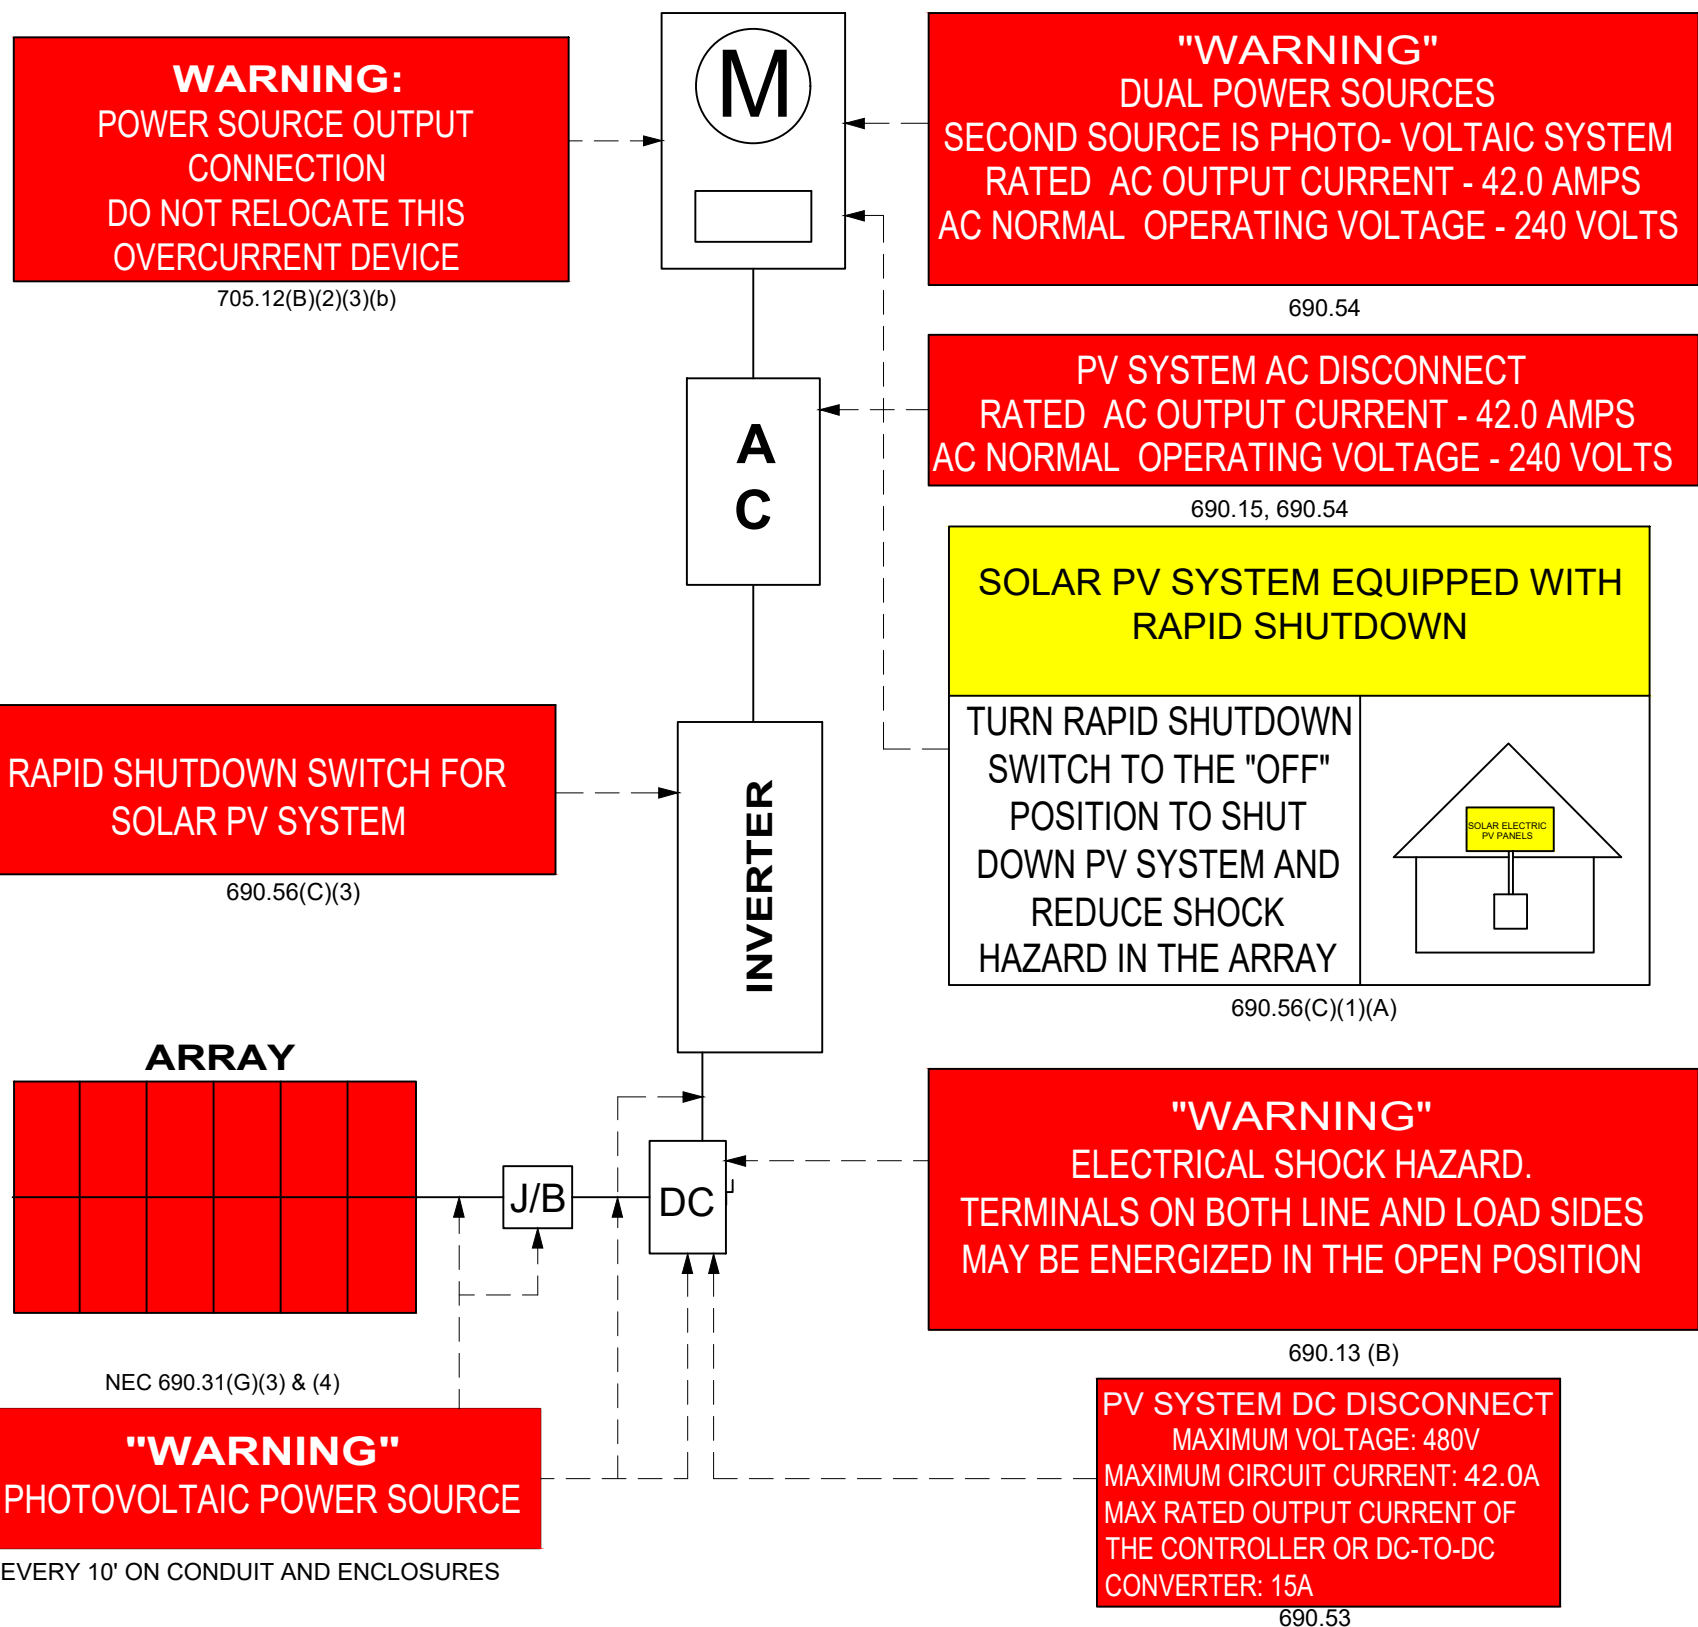 WARNING:
POWER SOURCE OUTPUT
CONNECTION
DO NOT RELOCATE THIS
OVERCURRENT DEVICE
705.12(B)(2)(3)(b)
M
"WARNING"
DUAL POWER SOURCES
SECOND SOURCE IS PHOTO- VOLTAIC SYSTEM
RATED AC OUTPUT CURRENT - 42.0 AMPS
AC NORMAL OPERATING VOLTAGE - 240 VOLTS
690.54
A
C
PV SYSTEM AC DISCONNECT
RATED AC OUTPUT CURRENT - 42.0 AMPS
AC NORMAL OPERATING VOLTAGE - 240 VOLTS
690.15, 690.54
SOLAR PV SYSTEM EQUIPPED WITH
RAPID SHUTDOWN
TURN RAPID SHUTDOWN
SWITCH TO THE "OFF"
POSITION TO SHUT
DOWN PV SYSTEM AND
REDUCE SHOCK
HAZARD IN THE ARRAY
SOLAR ELECTRIC
PV PANELS
690.56(C)(1)(A)
RAPID SHUTDOWN SWITCH FOR
SOLAR PV SYSTEM
690.56(C)(3)
INVERTER
ARRAY
J/B
DC
"WARNING"
ELECTRICAL SHOCK HAZARD.
TERMINALS ON BOTH LINE AND LOAD SIDES
MAY BE ENERGIZED IN THE OPEN POSITION
690.13 (B)
NEC 690.31(G)(3) & (4)
"WARNING"
PHOTOVOLTAIC POWER SOURCE
EVERY 10' ON CONDUIT AND ENCLOSURES
PV SYSTEM DC DISCONNECT
MAXIMUM VOLTAGE: 480V
MAXIMUM CIRCUIT CURRENT: 42.0A
MAX RATED OUTPUT CURRENT OF
THE CONTROLLER OR DC-TO-DC
CONVERTER: 15A
690.53